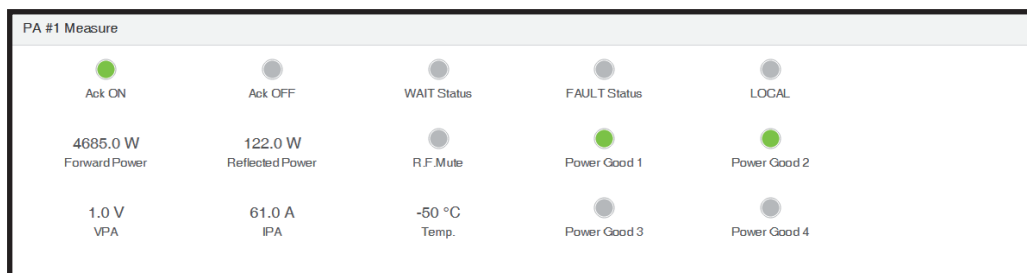 PA #1 Measure
Ack ON Ack OFF WAIT Status FAULT Status LOCAL
4685.0 W 122.0 W
Forward Power Reflected Power R.F.Mute Power Good 1 Power Good 2
1.0 V 61.0 A -50 °C
VPA IPA Temp. Power Good 3 Power Good 4